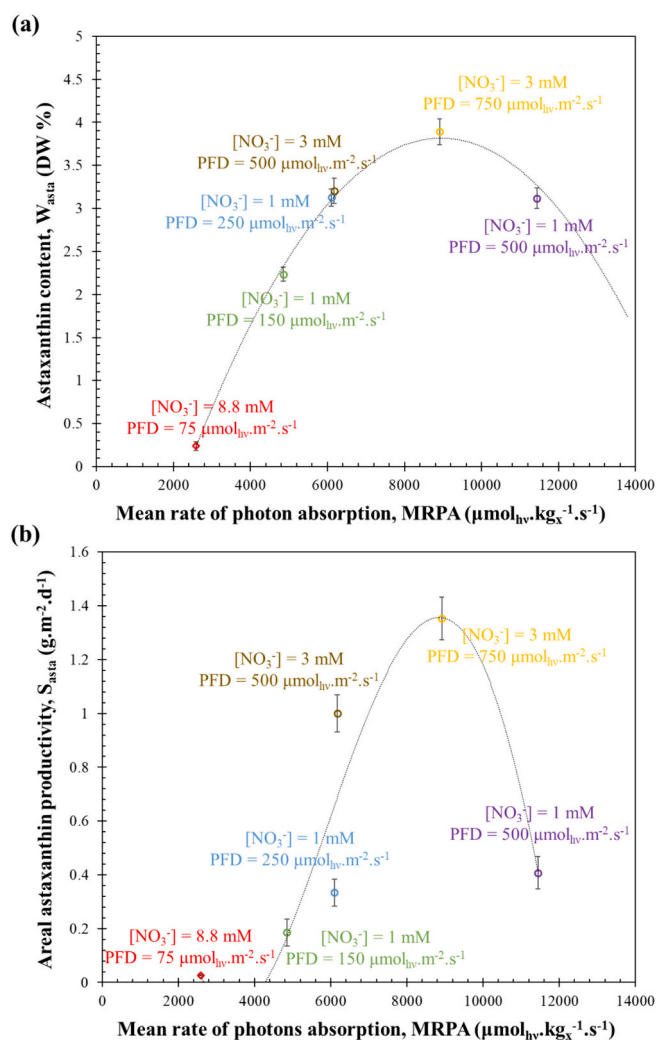 (a)
Astaxanthin content, Wasta (DW %)
5
4.5
4
3.5
3
2.5
2
1.5
1
0.5
0
[NO₃⁻] = 3 mM
PFD = 750 μmolhν.m⁻².s⁻¹
[NO₃⁻] = 3 mM
PFD = 500 μmolhν.m⁻².s⁻¹
[NO₃⁻] = 1 mM
PFD = 250 μmolhν.m⁻².s⁻¹
[NO₃⁻] = 1 mM
PFD = 500 μmolhν.m⁻².s⁻¹
[NO₃⁻] = 1 mM
PFD = 150 μmolhν.m⁻².s⁻¹
[NO₃⁻] = 8.8 mM
PFD = 75 μmolhν.m⁻².s⁻¹
0 2000 4000 6000 8000 10000 12000 14000
Mean rate of photon absorption, MRPA (μmolhν.kgₓ⁻¹.s⁻¹)
(b)
Areal astaxanthin productivity, Sasta (g.m⁻².d⁻¹)
1.6
1.4
1.2
1
0.8
0.6
0.4
0.2
0
[NO₃⁻] = 3 mM
PFD = 750 μmolhν.m⁻².s⁻¹
[NO₃⁻] = 3 mM
PFD = 500 μmolhν.m⁻².s⁻¹
[NO₃⁻] = 1 mM
PFD = 250 μmolhν.m⁻².s⁻¹
[NO₃⁻] = 1 mM
PFD = 500 μmolhν.m⁻².s⁻¹
[NO₃⁻] = 8.8 mM
PFD = 75 μmolhν.m⁻².s⁻¹
[NO₃⁻] = 1 mM
PFD = 150 μmolhν.m⁻².s⁻¹
0 2000 4000 6000 8000 10000 12000 14000
Mean rate of photons absorption, MRPA (μmolhν.kgₓ⁻¹.s⁻¹)